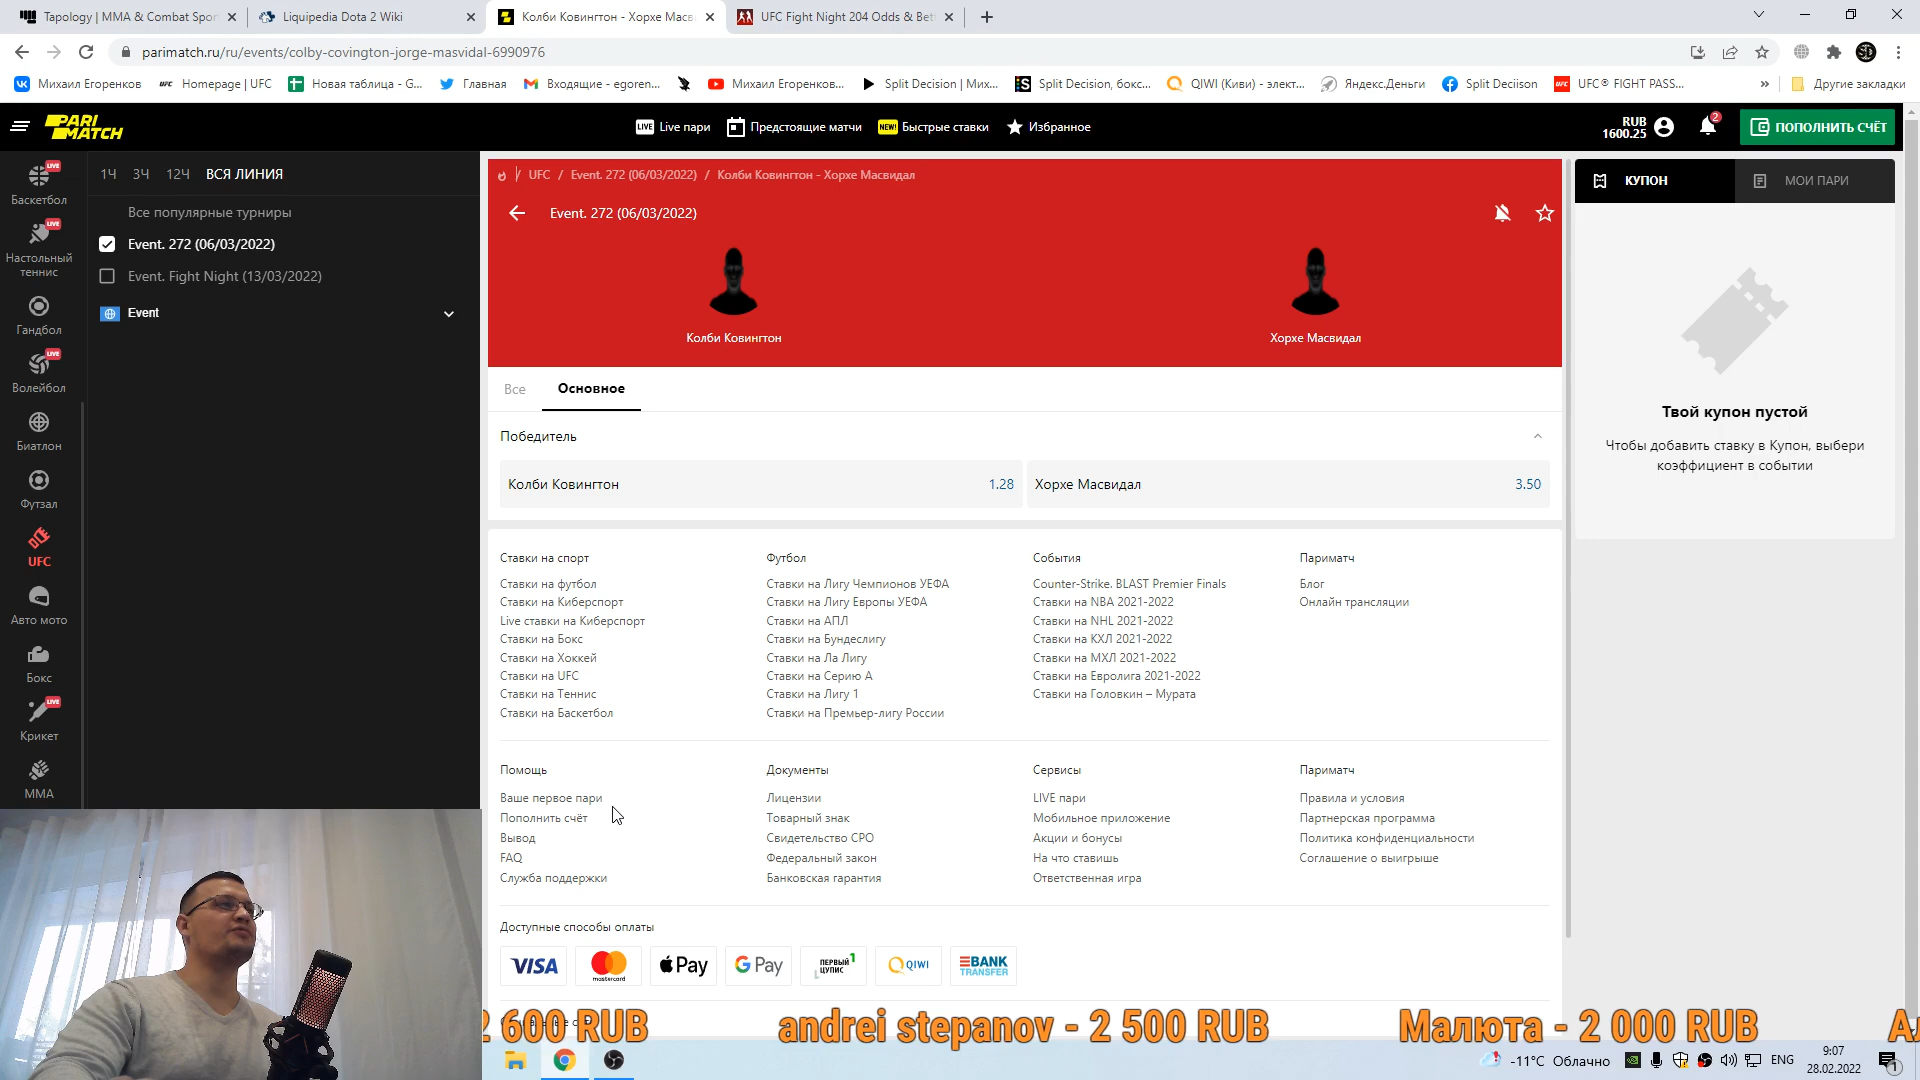 Tapology | MMA & Combat Spor
Liquipedia Dota 2 Wiki
Колби Ковингтон - Хорхе Масв
UFC Fight Night 204 Odds & Bet
parimatch.ru/ru/events/colby-covington-jorge-masvidal-6990976
Михаил Егоренков
Homepage | UFC
Новая таблица - G...
Главная
Входящие - egoren...
Михаил Егоренков...
Split Decision | Мих...
Split Decision, бокс...
QIWI (Киви) - элект...
Яндекс.Деньги
Split Deciison
UFC® FIGHT PASS...
»
Другие закладки
PARI MATCH
LIVE Live пари
Предстоящие матчи
NEW! Быстрые ставки
Избранное
RUB
1600.25
2
ПОПОЛНИТЬ СЧЁТ
LIVE
Баскетбол
LIVE
Настольный
теннис
Гандбол
LIVE
Волейбол
Биатлон
Футзал
UFC
Авто мото
Бокс
LIVE
Крикет
MMA
1Ч 3Ч 12Ч ВСЯ ЛИНИЯ
Все популярные турниры
Event. 272 (06/03/2022)
Event. Fight Night (13/03/2022)
Event
/ UFC / Event. 272 (06/03/2022) / Колби Ковингтон - Хорхе Масвидал
Event. 272 (06/03/2022)
Колби Ковингтон
Хорхе Масвидал
Все
Основное
Победитель
Колби Ковингтон 1.28
Хорхе Масвидал 3.50
Ставки на спорт
Ставки на футбол
Ставки на Киберспорт
Live ставки на Киберспорт
Ставки на Бокс
Ставки на Хоккей
Ставки на UFC
Ставки на Теннис
Ставки на Баскетбол
Футбол
Ставки на Лигу Чемпионов УЕФА
Ставки на Лигу Европы УЕФА
Ставки на АПЛ
Ставки на Бундеслигу
Ставки на Ла Лигу
Ставки на Серию А
Ставки на Лигу 1
Ставки на Премьер-лигу России
События
Counter-Strike. BLAST Premier Finals
Ставки на NBA 2021-2022
Ставки на NHL 2021-2022
Ставки на КХЛ 2021-2022
Ставки на МХЛ 2021-2022
Ставки на Евролига 2021-2022
Ставки на Головкин – Мурата
Париматч
Блог
Онлайн трансляции
Помощь
Ваше первое пари
Пополнить счёт
Вывод
FAQ
Служба поддержки
Документы
Лицензии
Товарный знак
Свидетельство СРО
Федеральный закон
Банковская гарантия
Сервисы
LIVE пари
Мобильное приложение
Акции и бонусы
На что ставишь
Ответственная игра
Париматч
Правила и условия
Партнерская программа
Политика конфиденциальности
Соглашение о выигрыше
Доступные способы оплаты
VISA
mastercard
Pay
G Pay
ПЕРВЫЙ ЦУПИС 1
QIWI
BANK TRANSFER
КУПОН
МОИ ПАРИ
Твой купон пустой
Чтобы добавить ставку в Купон, выбери
коэффициент в событии
2 600 RUB
andrei stepanov - 2 500 RUB
Малюта - 2 000 RUB
-11°C Облачно
ENG
9:07
28.02.2022
1